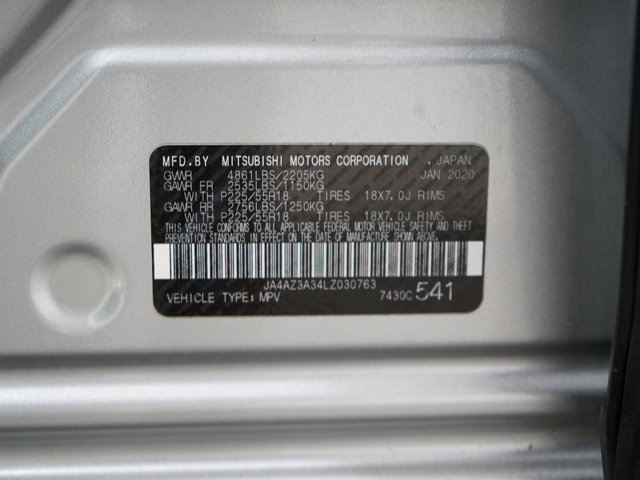 MFD.BY MITSUBISHI MOTORS CORPORATION . JAPAN
GVWR 4861LBS/2205KG JAN 2020
GAWR FR 2535LBS/1150KG
WITH P225/55R18 TIRES 18X7.0J RIMS
GAWR RR 2756LBS/1250KG
WITH P225/55R18 TIRES 18X7.0J RIMS
THIS VEHICLE CONFORMS TO ALL APPLICABLE FEDERAL MOTOR VEHICLE SAFETY AND THEFT
PREVENTION STANDARDS IN EFFECT ON THE DATE OF MANUFACTURE SHOWN ABOVE.
JA4AZ3A34LZ030763
VEHICLE TYPE:MPV 7430C 541